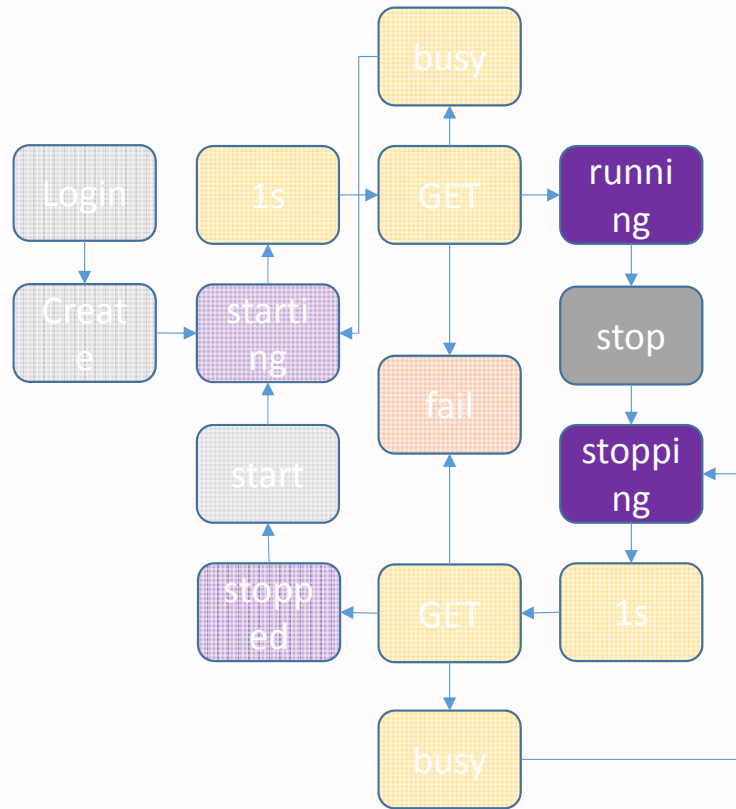 busy
Login
1s
GET
runni
ng
Creat
e
starti
ng
stop
fail
start
stoppi
ng
stopp
ed
GET
1s
busy